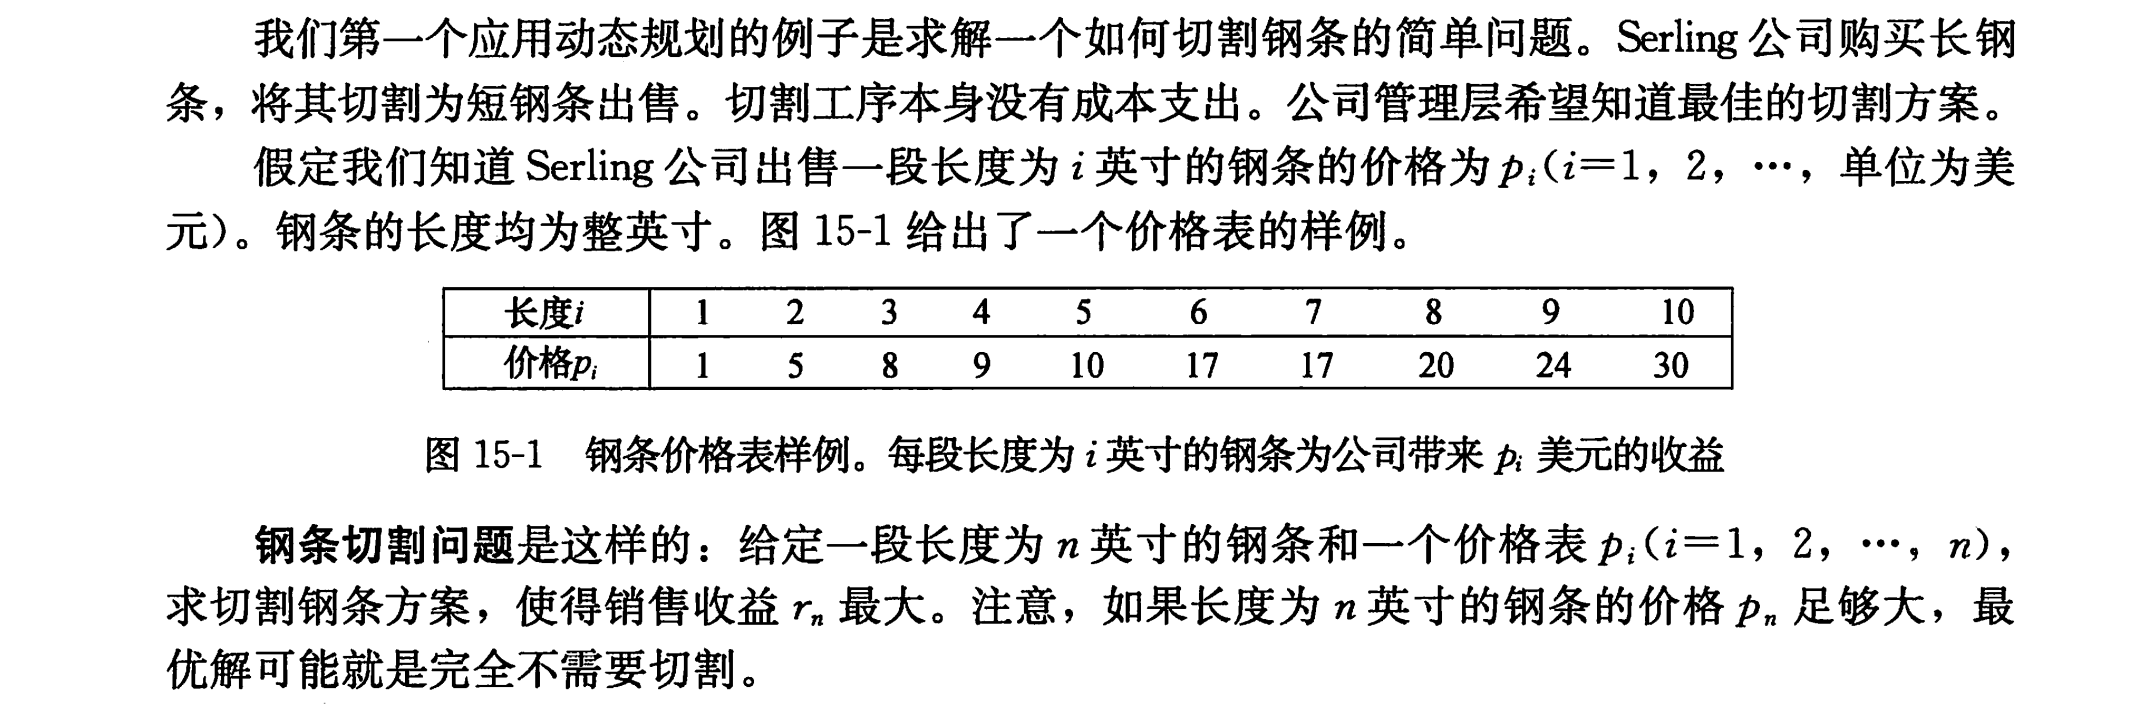 我们第一个应用动态规划的例子是求解一个如何切割钢条的简单问题。Serling 公司购买长钢
条，将其切割为短钢条出售。切割工序本身没有成本支出。公司管理层希望知道最佳的切割方案。
假定我们知道 Serling 公司出售一段长度为 i 英寸的钢条的价格为 pᵢ(i=1，2，…，单位为美
元)。钢条的长度均为整英寸。图 15-1 给出了一个价格表的样例。
长度i 1 2 3 4 5 6 7 8 9 10
价格pᵢ 1 5 8 9 10 17 17 20 24 30
图 15-1 钢条价格表样例。每段长度为 i 英寸的钢条为公司带来 pᵢ 美元的收益
钢条切割问题是这样的：给定一段长度为 n 英寸的钢条和一个价格表 pᵢ(i=1，2，…，n)，
求切割钢条方案，使得销售收益 rₙ 最大。注意，如果长度为 n 英寸的钢条的价格 pₙ 足够大，最
优解可能就是完全不需要切割。